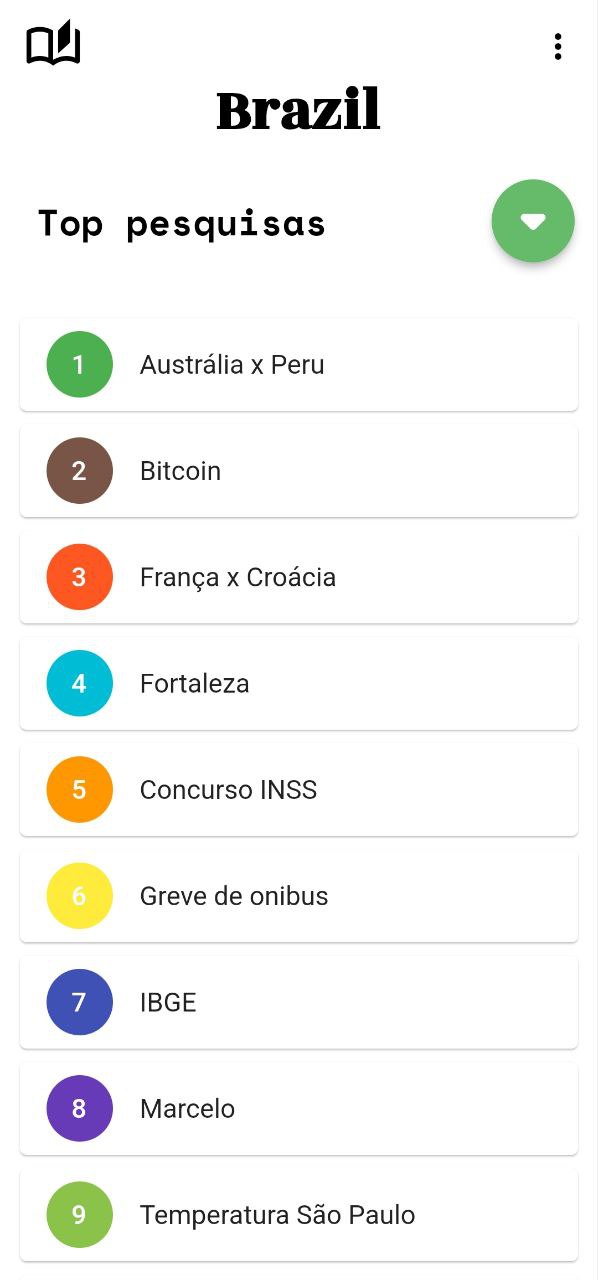 Brazil
Top pesquisas
1 Austrália x Peru
2 Bitcoin
3 França x Croácia
4 Fortaleza
5 Concurso INSS
6 Greve de onibus
7 IBGE
8 Marcelo
9 Temperatura São Paulo